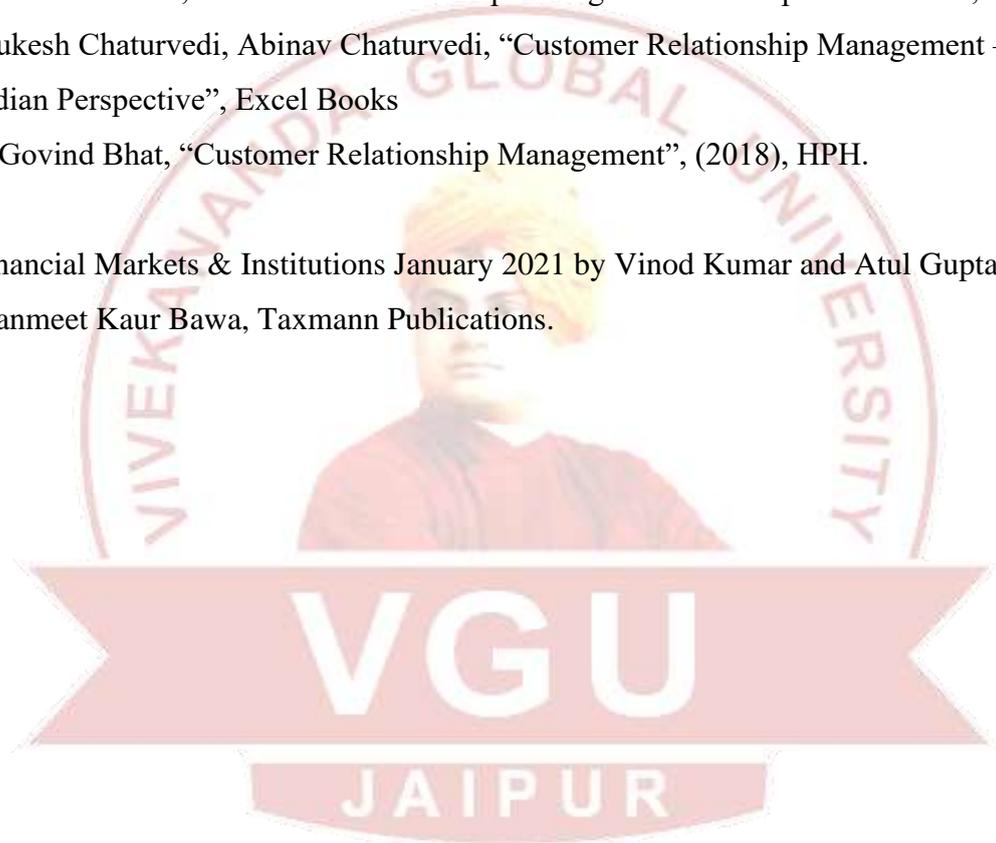 ukesh Chaturvedi, Abinav Chaturvedi, “Customer Relationship Management -
dian Perspective”, Excel Books
Govind Bhat, “Customer Relationship Management”, (2018), HPH.
nancial Markets & Institutions January 2021 by Vinod Kumar and Atul Gupta
anmeet Kaur Bawa, Taxmann Publications.
VIVEKANANDA GLOBAL UNIVERSITY
VGU
JAIPUR